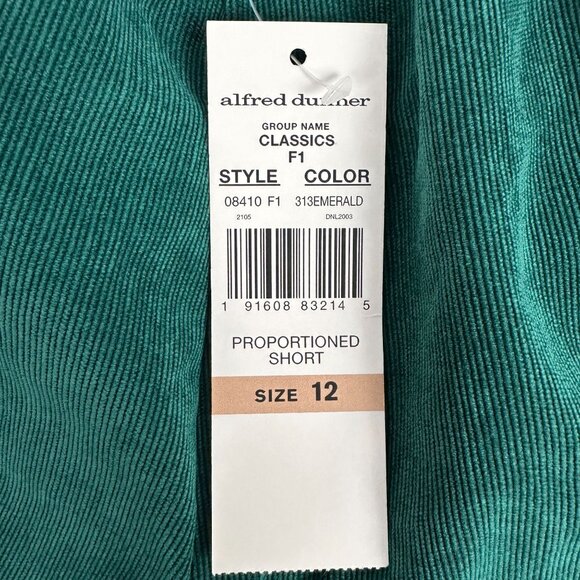 alfred dunner
GROUP NAME
CLASSICS
F1
STYLE COLOR
08410 F1 313EMERALD
2105 DNL2003
1 91608 83214 5
PROPORTIONED
SHORT
SIZE 12